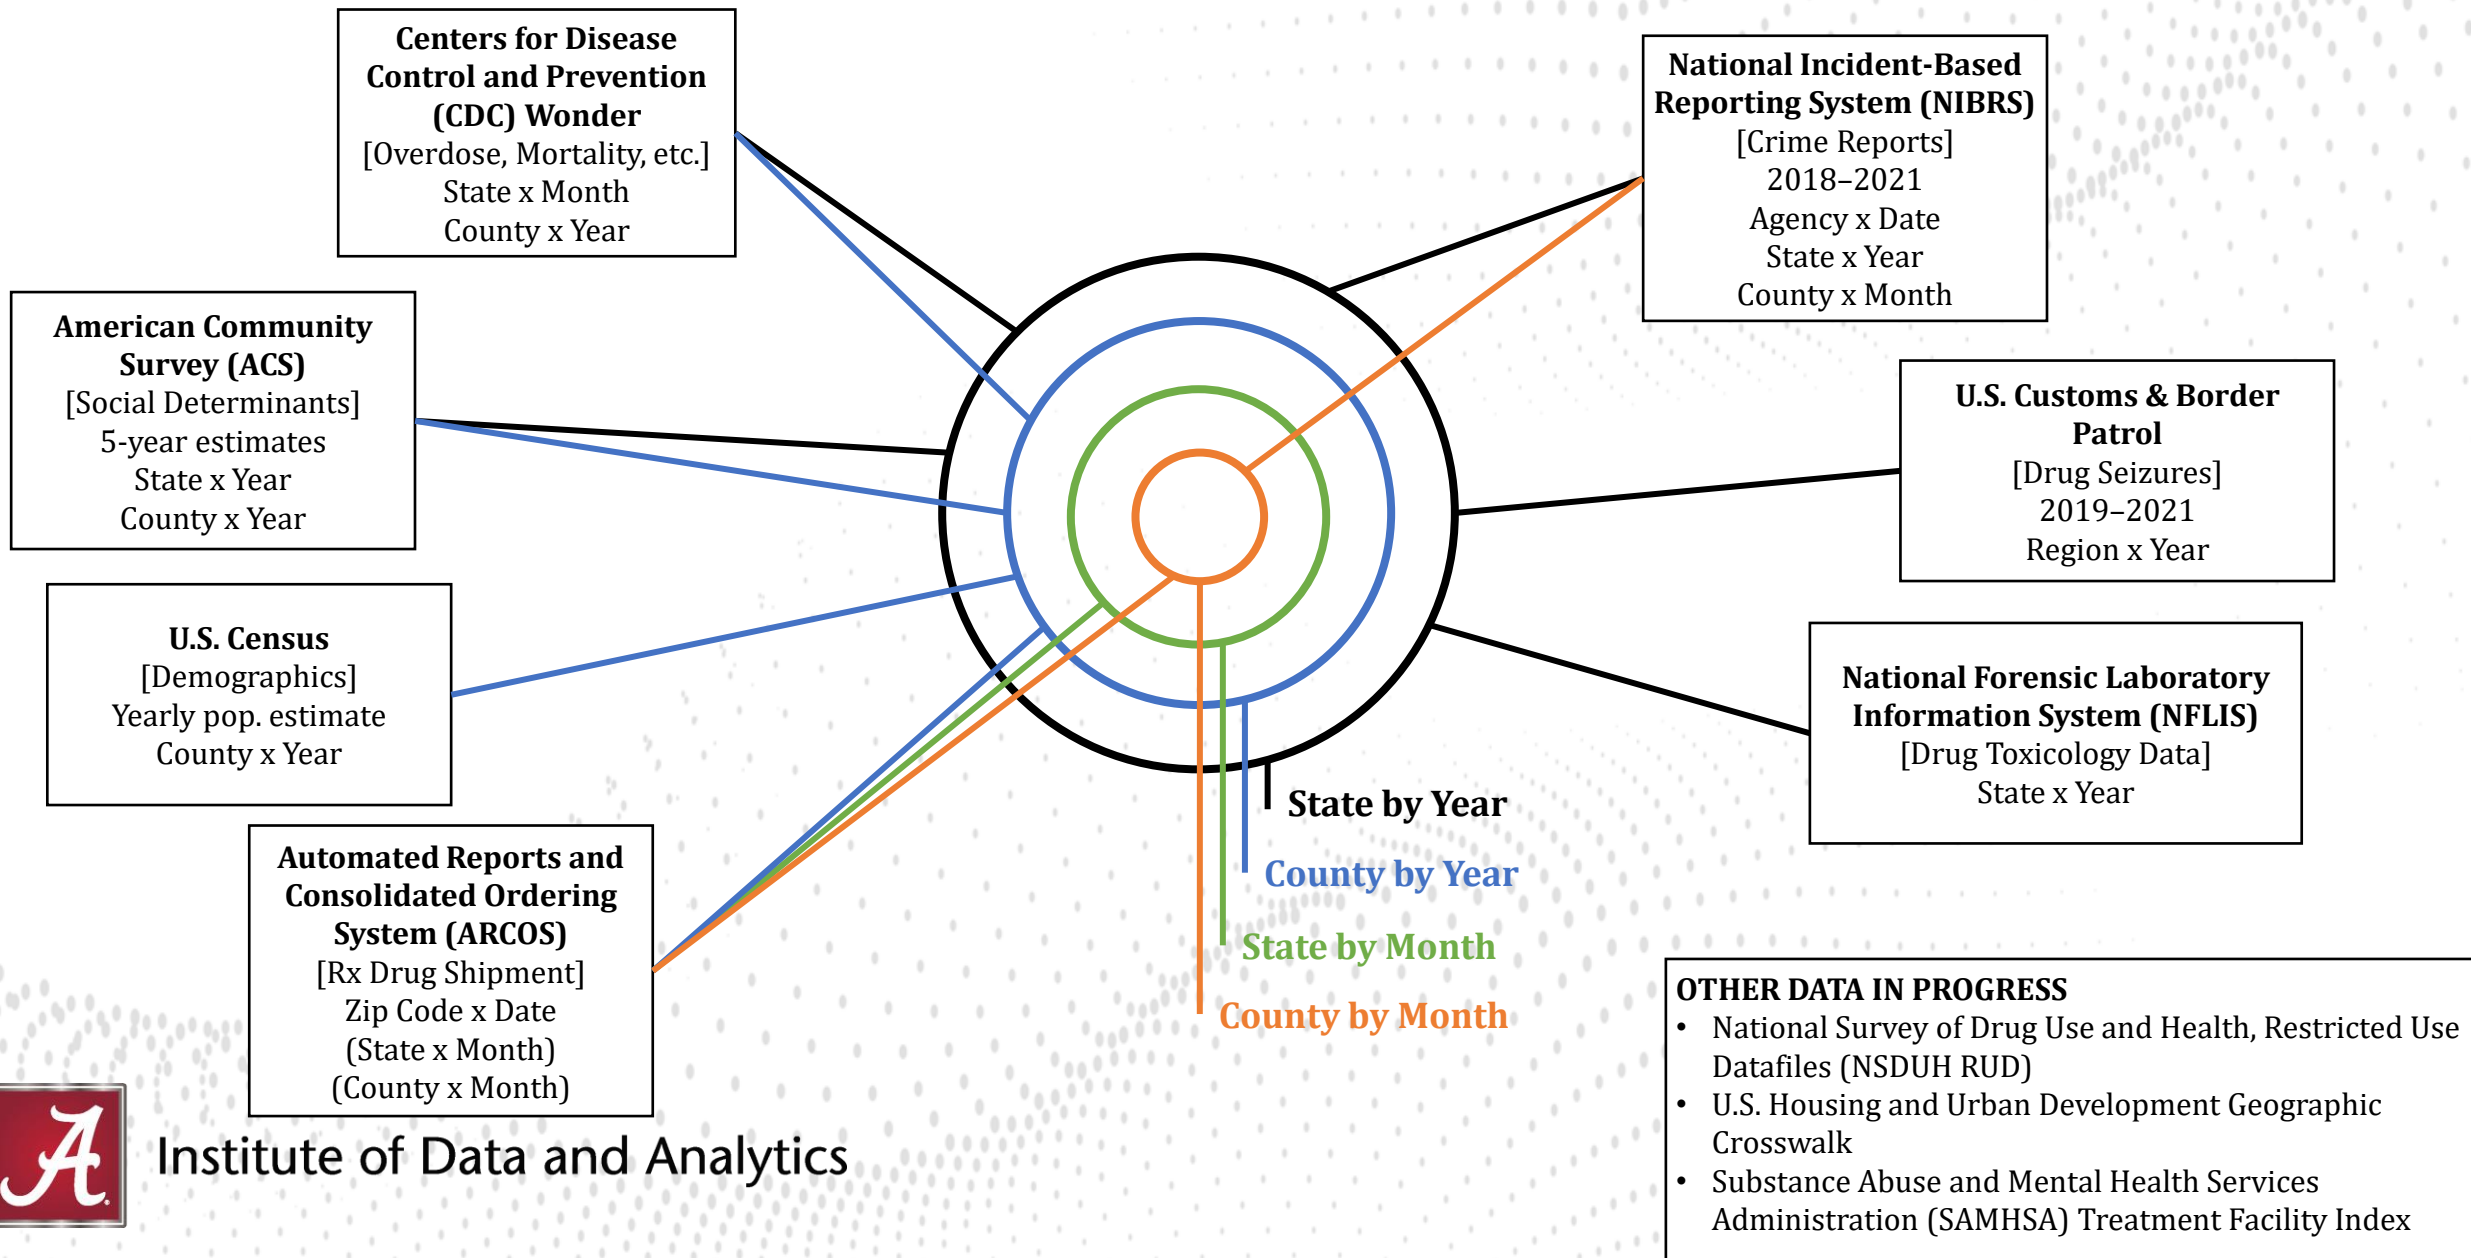 Centers for Disease
Control and Prevention
(CDC) Wonder
[Overdose, Mortality, etc.]
State x Month
County x Year
National Incident-Based
Reporting System (NIBRS)
[Crime Reports]
2018–2021
Agency x Date
State x Year
County x Month
American Community
Survey (ACS)
[Social Determinants]
5-year estimates
State x Year
County x Year
U.S. Customs & Border
Patrol
[Drug Seizures]
2019–2021
Region x Year
U.S. Census
[Demographics]
Yearly pop. estimate
County x Year
National Forensic Laboratory
Information System (NFLIS)
[Drug Toxicology Data]
State x Year
Automated Reports and
Consolidated Ordering
System (ARCOS)
[Rx Drug Shipment]
Zip Code x Date
(State x Month)
(County x Month)
State by Year
County by Year
State by Month
County by Month
OTHER DATA IN PROGRESS
• National Survey of Drug Use and Health, Restricted Use
Datafiles (NSDUH RUD)
• U.S. Housing and Urban Development Geographic
Crosswalk
• Substance Abuse and Mental Health Services
Administration (SAMHSA) Treatment Facility Index
A
Institute of Data and Analytics